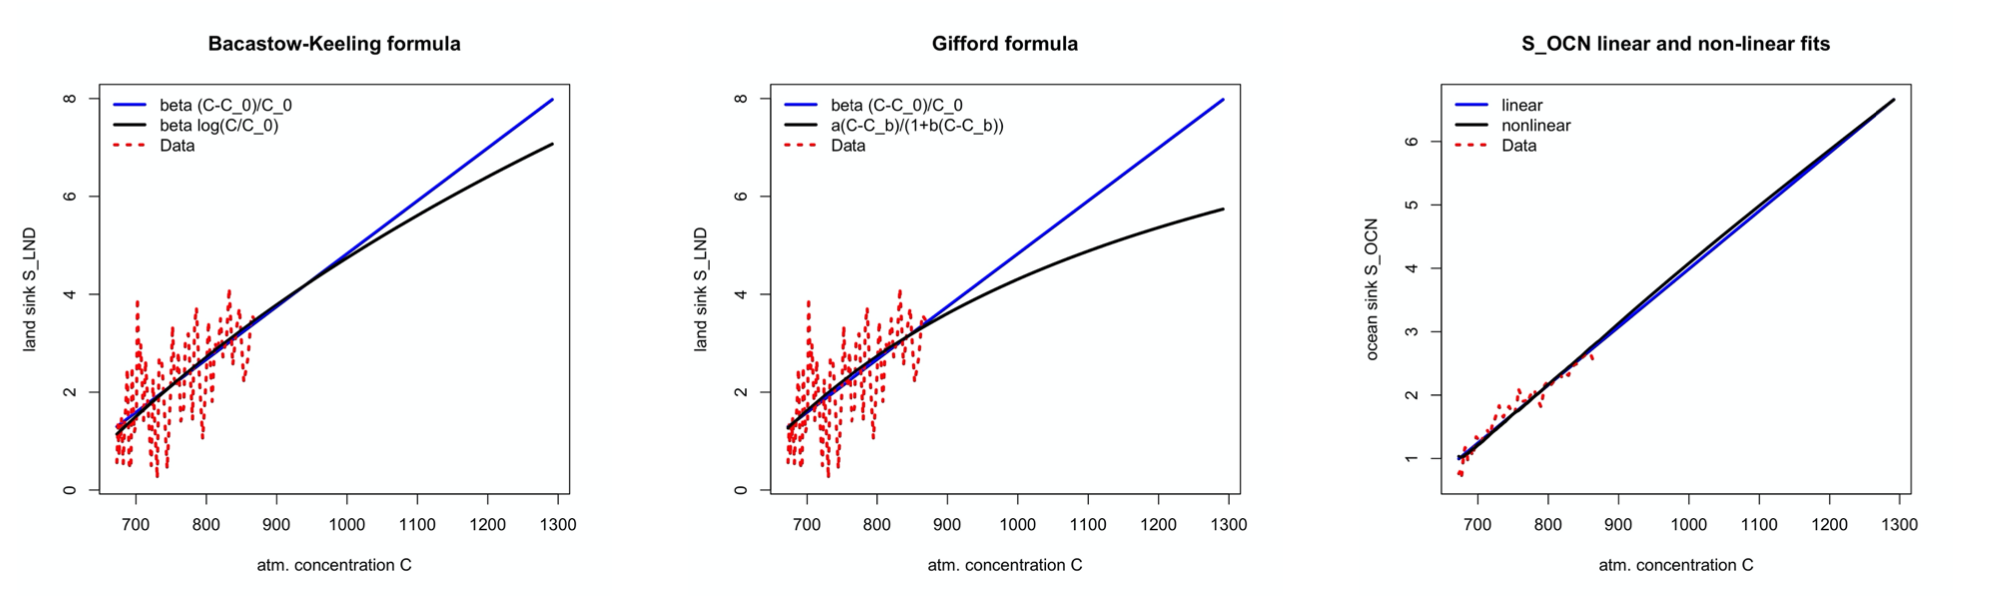 Bacastow-Keeling formula
beta (C-C_0)/C_0
beta log(C/C_0)
Data
land sink S_LND
8
6
4
2
0
700 800 900 1000 1100 1200 1300
atm. concentration C
Gifford formula
beta (C-C_0)/C_0
a(C-C_b)/(1+b(C-C_b))
Data
land sink S_LND
8
6
4
2
0
700 800 900 1000 1100 1200 1300
atm. concentration C
S_OCN linear and non-linear fits
linear
nonlinear
Data
ocean sink S_OCN
6
5
4
3
2
1
700 800 900 1000 1100 1200 1300
atm. concentration C